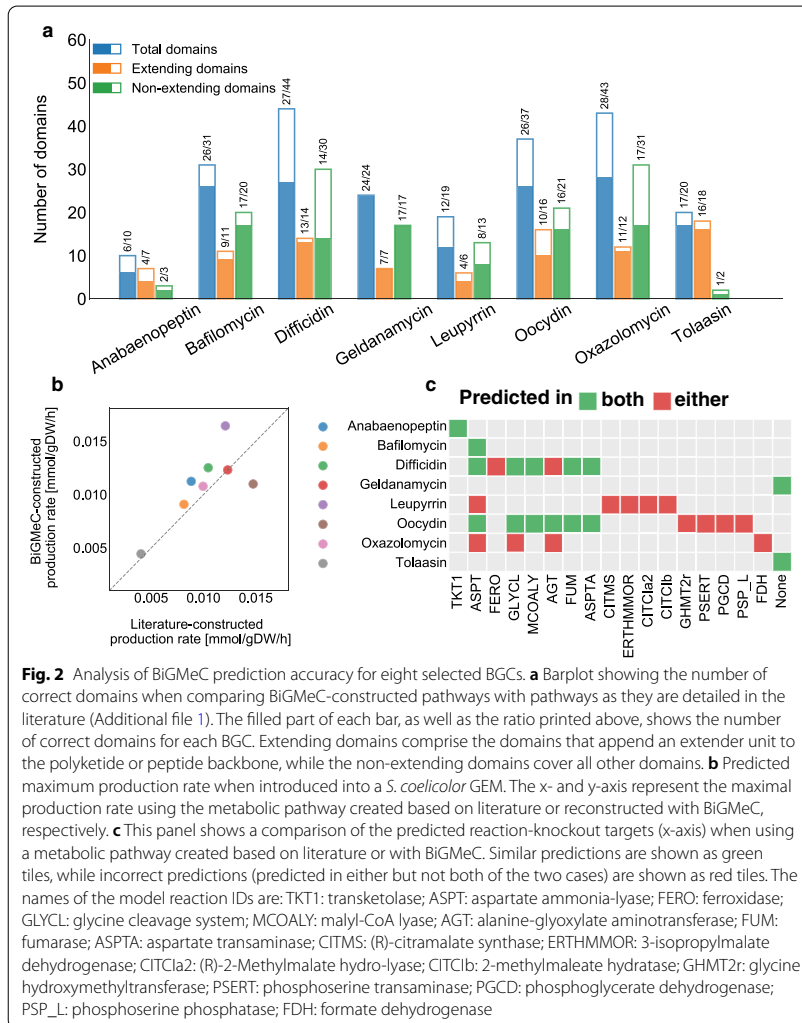 a
60
50
40
30
20
10
0
Number of domains
Total domains
Extending domains
Non-extending domains
6/10
4/7
2/3
26/31
9/11
17/20
27/44
13/14
14/30
24/24
7/7
17/17
12/19
4/6
8/13
26/37
10/16
16/21
28/43
11/12
17/31
17/20
16/18
1/2
Anabaenopeptin
Bafilomycin
Difficidin
Geldanamycin
Leupyrrin
Oocydin
Oxazolomycin
Tolaasin
b
BiGMeC-constructed
production rate [mmol/gDW/h]
0.015
0.010
0.005
0.005 0.010 0.015
Literature-constructed
production rate [mmol/gDW/h]
c
Predicted in both either
Anabaenopeptin
Bafilomycin
Difficidin
Geldanamycin
Leupyrrin
Oocydin
Oxazolomycin
Tolaasin
TKT1
ASPT
FERO
GLYCL
MCOALY
AGT
FUM
ASPTA
CITMS
ERTHMMOR
CITCIa2
CITCIb
GHMT2r
PSERT
PGCD
PSP_L
FDH
None
Fig. 2 Analysis of BiGMeC prediction accuracy for eight selected BGCs. a Barplot showing the number of
correct domains when comparing BiGMeC-constructed pathways with pathways as they are detailed in the
literature (Additional file 1). The filled part of each bar, as well as the ratio printed above, shows the number
of correct domains for each BGC. Extending domains comprise the domains that append an extender unit to
the polyketide or peptide backbone, while the non-extending domains cover all other domains. b Predicted
maximum production rate when introduced into a S. coelicolor GEM. The x- and y-axis represent the maximal
production rate using the metabolic pathway created based on literature or reconstructed with BiGMeC,
respectively. c This panel shows a comparison of the predicted reaction-knockout targets (x-axis) when using
a metabolic pathway created based on literature or with BiGMeC. Similar predictions are shown as green
tiles, while incorrect predictions (predicted in either but not both of the two cases) are shown as red tiles. The
names of the model reaction IDs are: TKT1: transketolase; ASPT: aspartate ammonia-lyase; FERO: ferroxidase;
GLYCL: glycine cleavage system; MCOALY: malyl-CoA lyase; AGT: alanine-glyoxylate aminotransferase; FUM:
fumarase; ASPTA: aspartate transaminase; CITMS: (R)-citramalate synthase; ERTHMMOR: 3-isopropylmalate
dehydrogenase; CITCIa2: (R)-2-Methylmalate hydro-lyase; CITCIb: 2-methylmaleate hydratase; GHMT2r: glycine
hydroxymethyltransferase; PSERT: phosphoserine transaminase; PGCD: phosphoglycerate dehydrogenase;
PSP_L: phosphoserine phosphatase; FDH: formate dehydrogenase